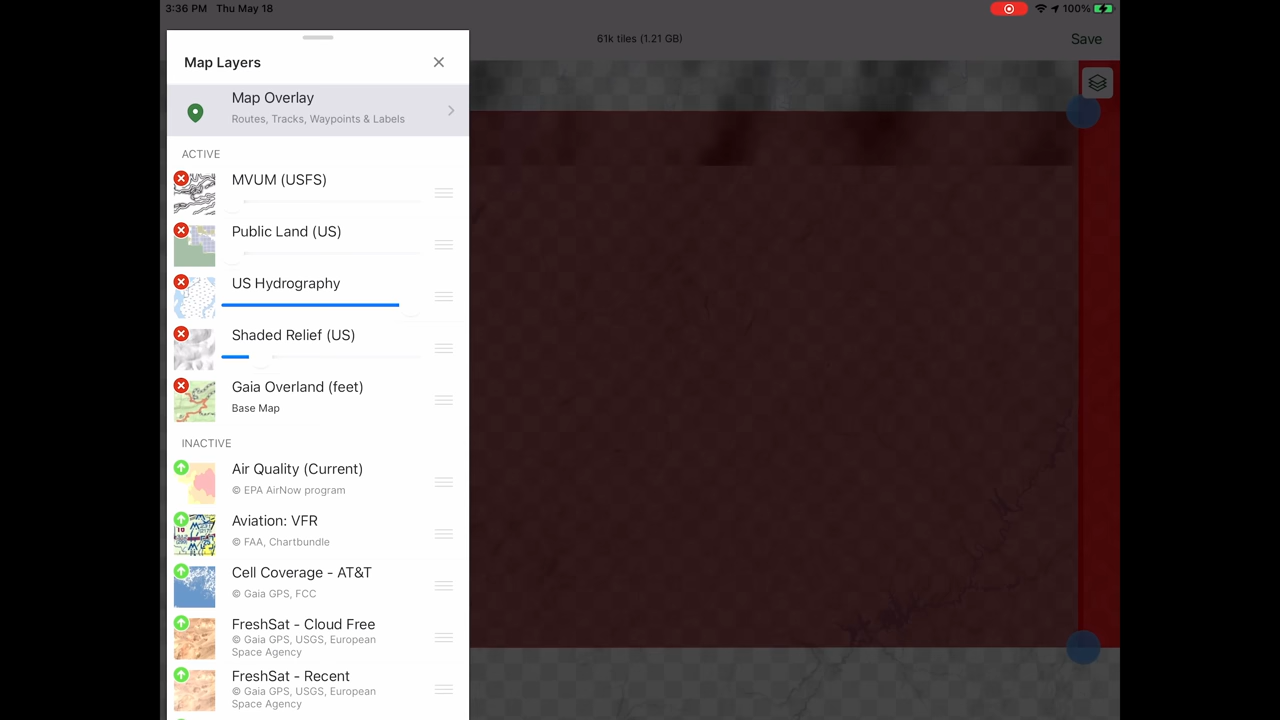 3:36 PM Thu May 18
100%
61k tiles (1.21 GB)
Save
Map Layers
Map Overlay
Routes, Tracks, Waypoints & Labels
ACTIVE
MVUM (USFS)
Public Land (US)
US Hydrography
Shaded Relief (US)
Gaia Overland (feet)
Base Map
INACTIVE
Air Quality (Current)
© EPA AirNow program
Aviation: VFR
© FAA, Chartbundle
Cell Coverage - AT&T
© Gaia GPS, FCC
FreshSat - Cloud Free
© Gaia GPS, USGS, European
Space Agency
FreshSat - Recent
© Gaia GPS, USGS, European
Space Agency